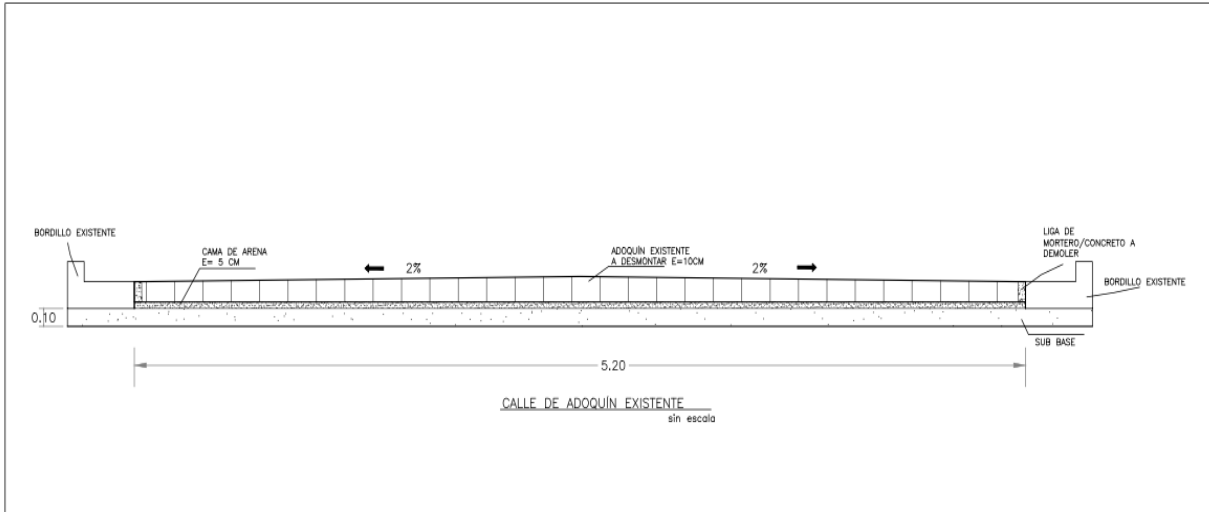 BORDILLO EXISTENTE
CAMA DE ARENA
E= 5 CM
2%
ADOQUÍN EXISTENTE
A DESMONTAR E=10CM
2%
LIGA DE
MORTERO/CONCRETO A
DEMOLER
BORDILLO EXISTENTE
0.10
SUB BASE
5.20
CALLE DE ADOQUÍN EXISTENTE
sin escala